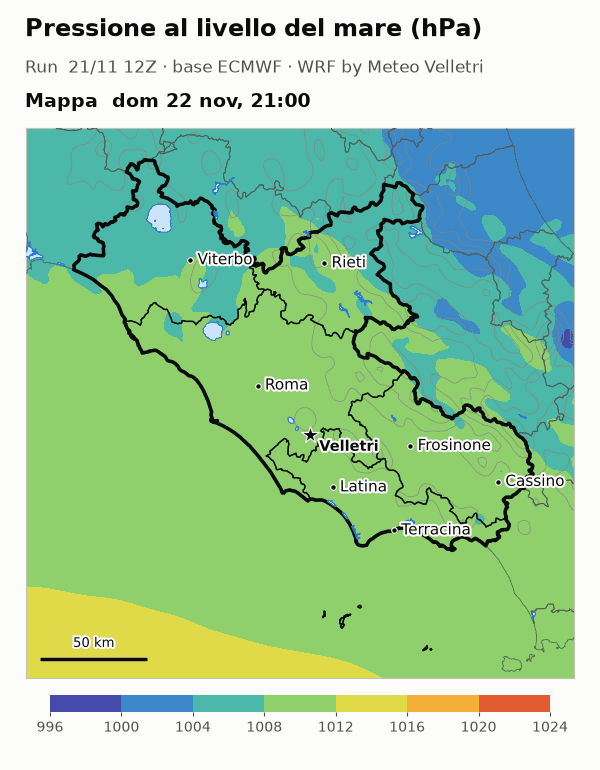 Pressione al livello del mare (hPa)
Run  21/11 12Z · base ECMWF · WRF by Meteo Velletri
Mappa  dom 22 nov, 21:00
Viterbo
Rieti
Roma
Velletri
Frosinone
Latina
Cassino
Terracina
50 km
996 1000 1004 1008 1012 1016 1020 1024